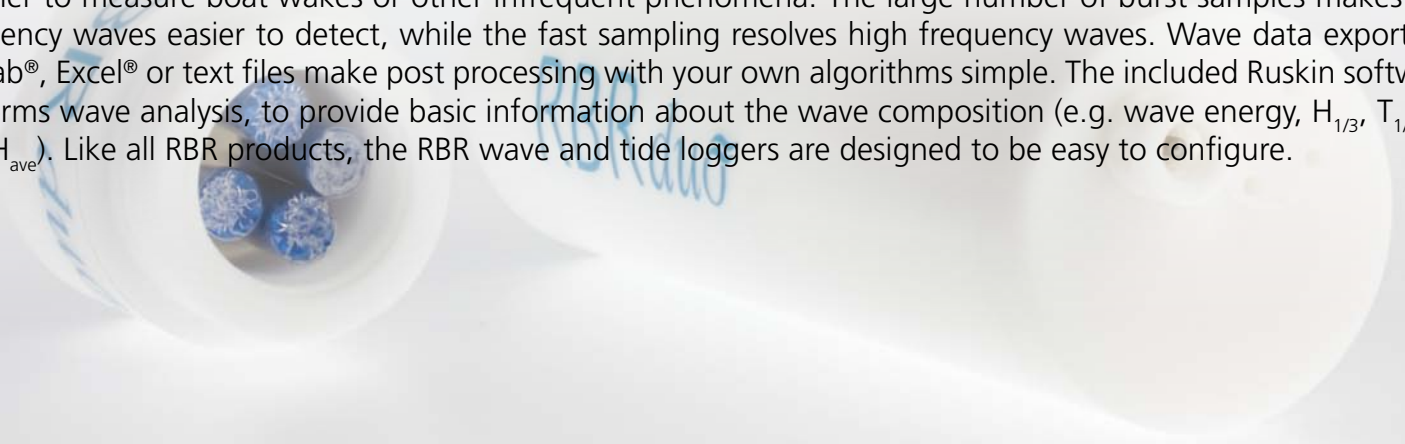 ier to measure boat wakes or other infrequent phenomena. The large number of burst samples makes
ency waves easier to detect, while the fast sampling resolves high frequency waves. Wave data export
ab®, Excel® or text files make post processing with your own algorithms simple. The included Ruskin softw
rms wave analysis, to provide basic information about the wave composition (e.g. wave energy, H1/3, T1/
Have). Like all RBR products, the RBR wave and tide loggers are designed to be easy to configure.
RBRduo